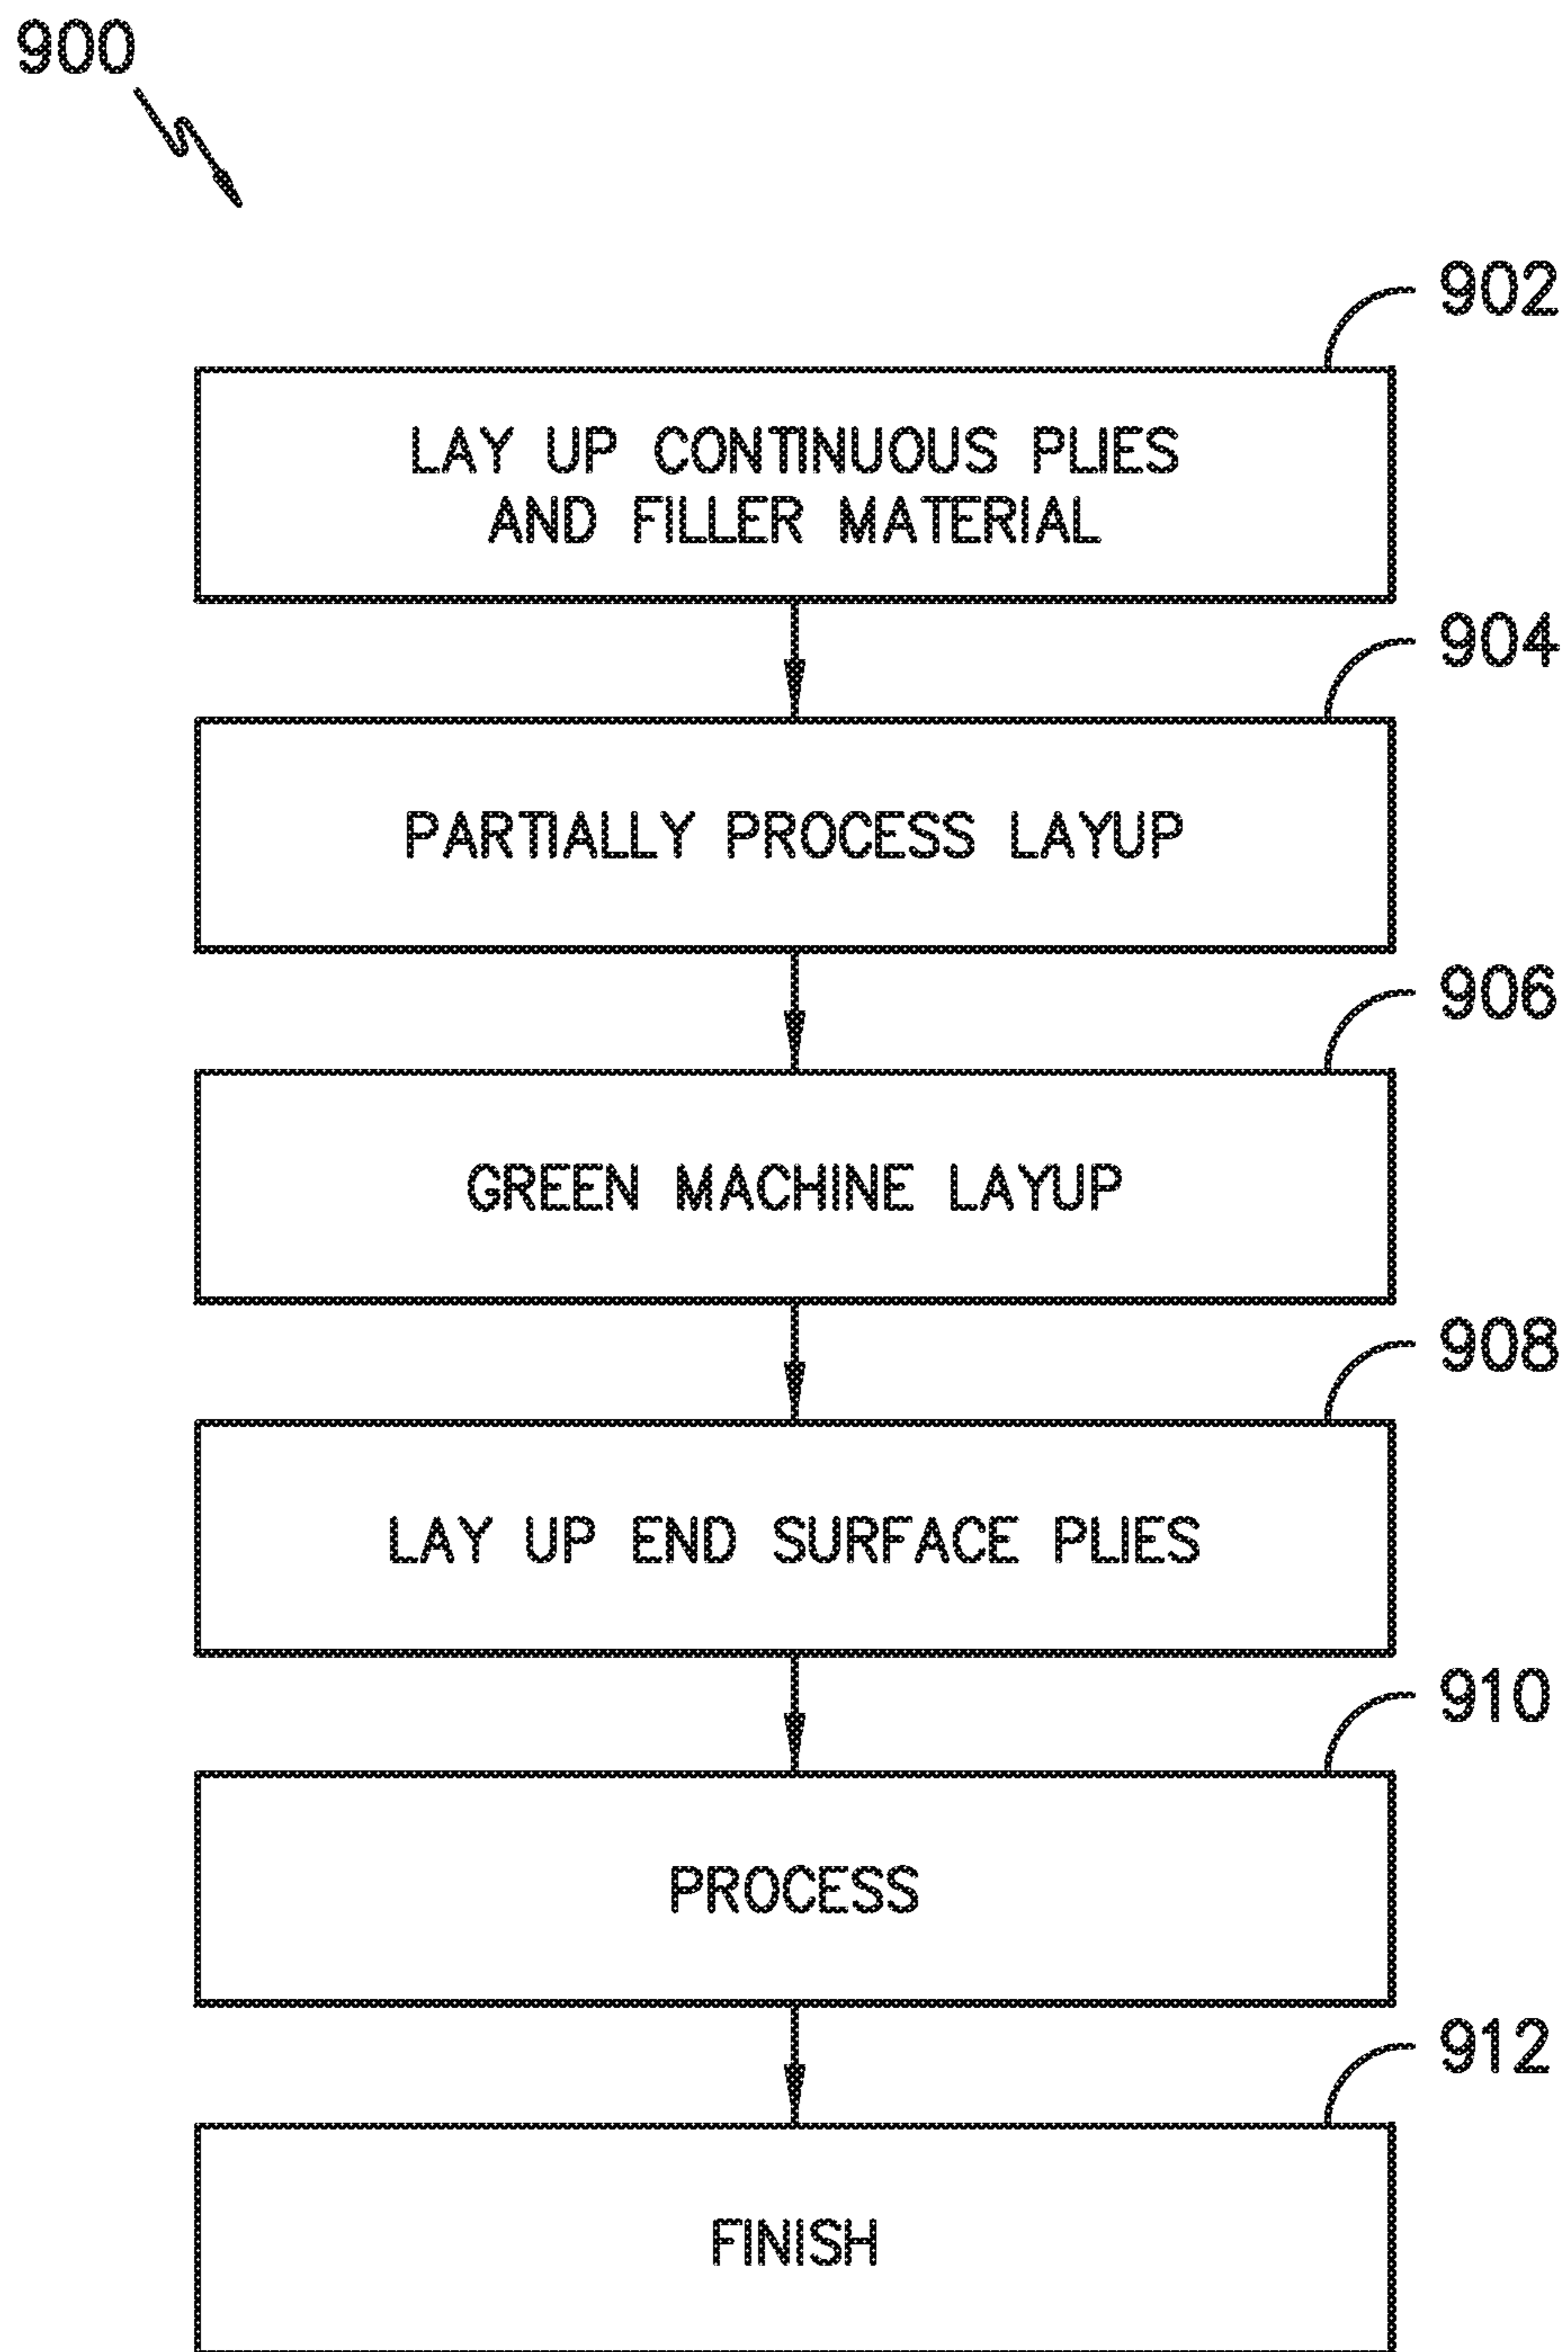 900
902
LAY UP CONTINUOUS PLIES
AND FILLER MATERIAL
904
PARTIALLY PROCESS LAYUP
906
GREEN MACHINE LAYUP
908
LAY UP END SURFACE PLIES
910
PROCESS
912
FINISH